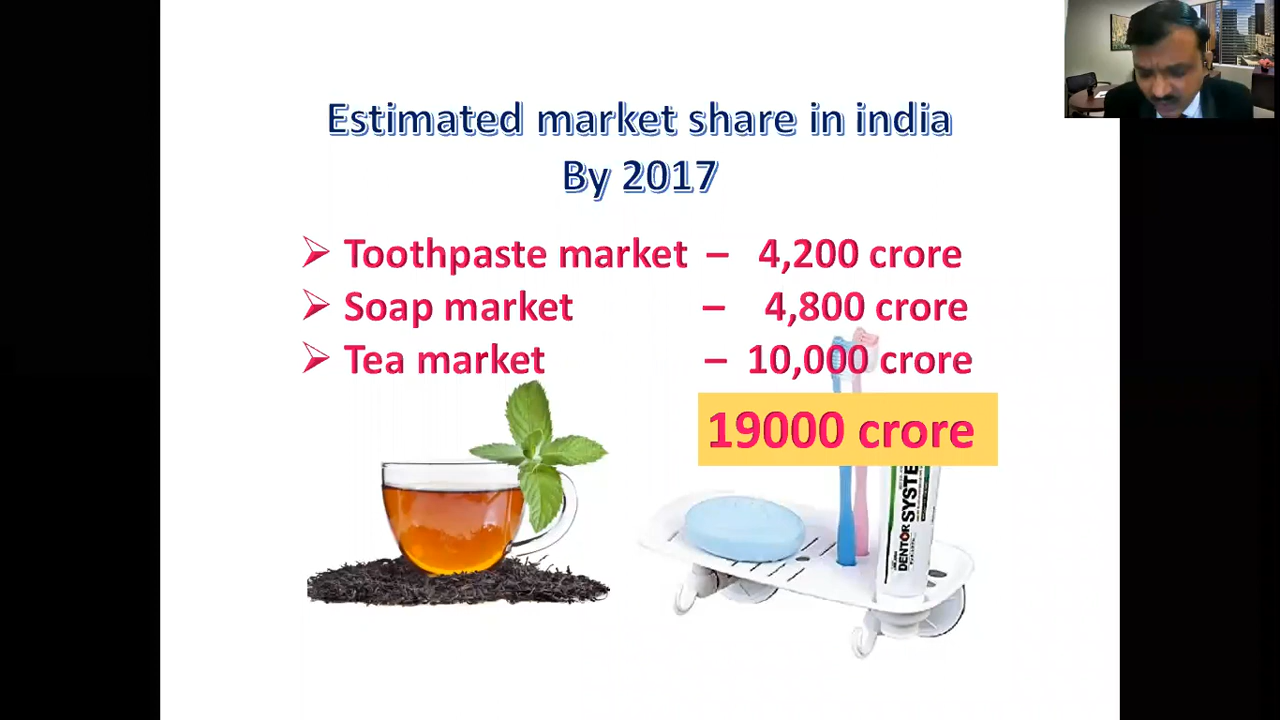 Estimated market share in india
By 2017
➢ Toothpaste market – 4,200 crore
➢ Soap market – 4,800 crore
➢ Tea market – 10,000 crore
19000 crore
DENTOR SYSTE